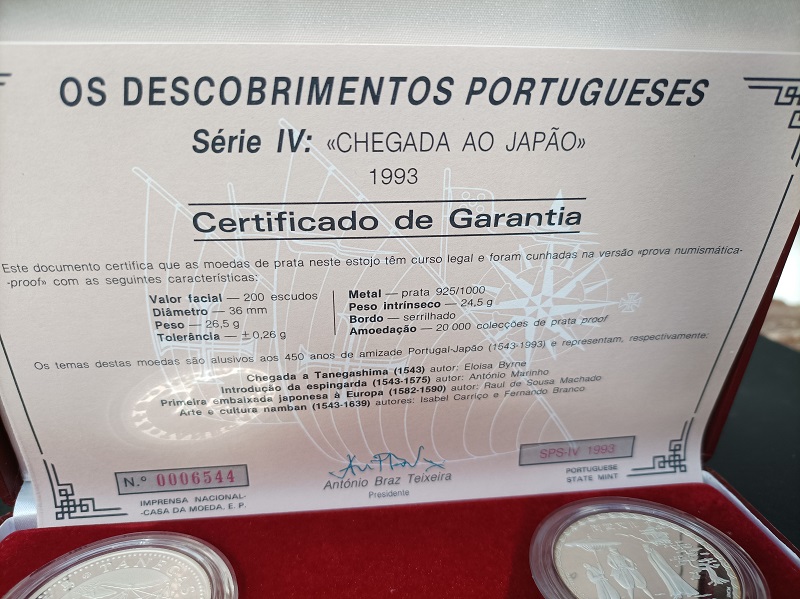 OS DESCOBRIMENTOS PORTUGUESES
Série IV: «CHEGADA AO JAPÃO»
1993
Certificado de Garantia
Este documento certifica que as moedas de prata neste estojo têm curso legal e foram cunhadas na versão «prova numismática-
-proof» com as seguintes características:
Valor facial — 200 escudos
Diâmetro — 36 mm
Peso — 26,5 g
Tolerância — ±0,26 g
Metal — prata 925/1000
Peso intrínseco — 24,5 g
Bordo — serrilhado
Amoedação — 20 000 colecções de prata proof
Os temas destas moedas são alusivos aos 450 anos de amizade Portugal-Japão (1543-1993) e representam, respectivamente:
Chegada a Tanegashima (1543) autor: Eloisa Byrne
Introdução da espingarda (1543-1575) autor: António Marinho
Primeira embaixada japonesa à Europa (1582-1590) autor: Raul de Sousa Machado
Arte e cultura namban (1543-1639) autores: Isabel Carriço e Fernando Branco
N.º 0006544
IMPRENSA NACIONAL-
-CASA DA MOEDA, E. P.
António Braz Teixeira
Presidente
SPS-IV 1993
PORTUGUESE
STATE MINT